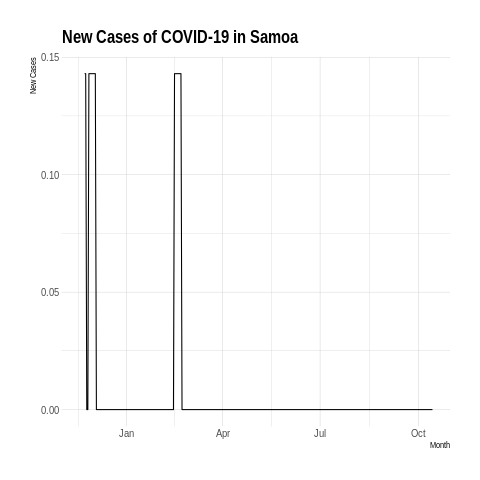 New Cases of COVID-19 in Samoa
New Cases
0.15
0.10
0.05
0.00
Jan Apr Jul Oct
Month